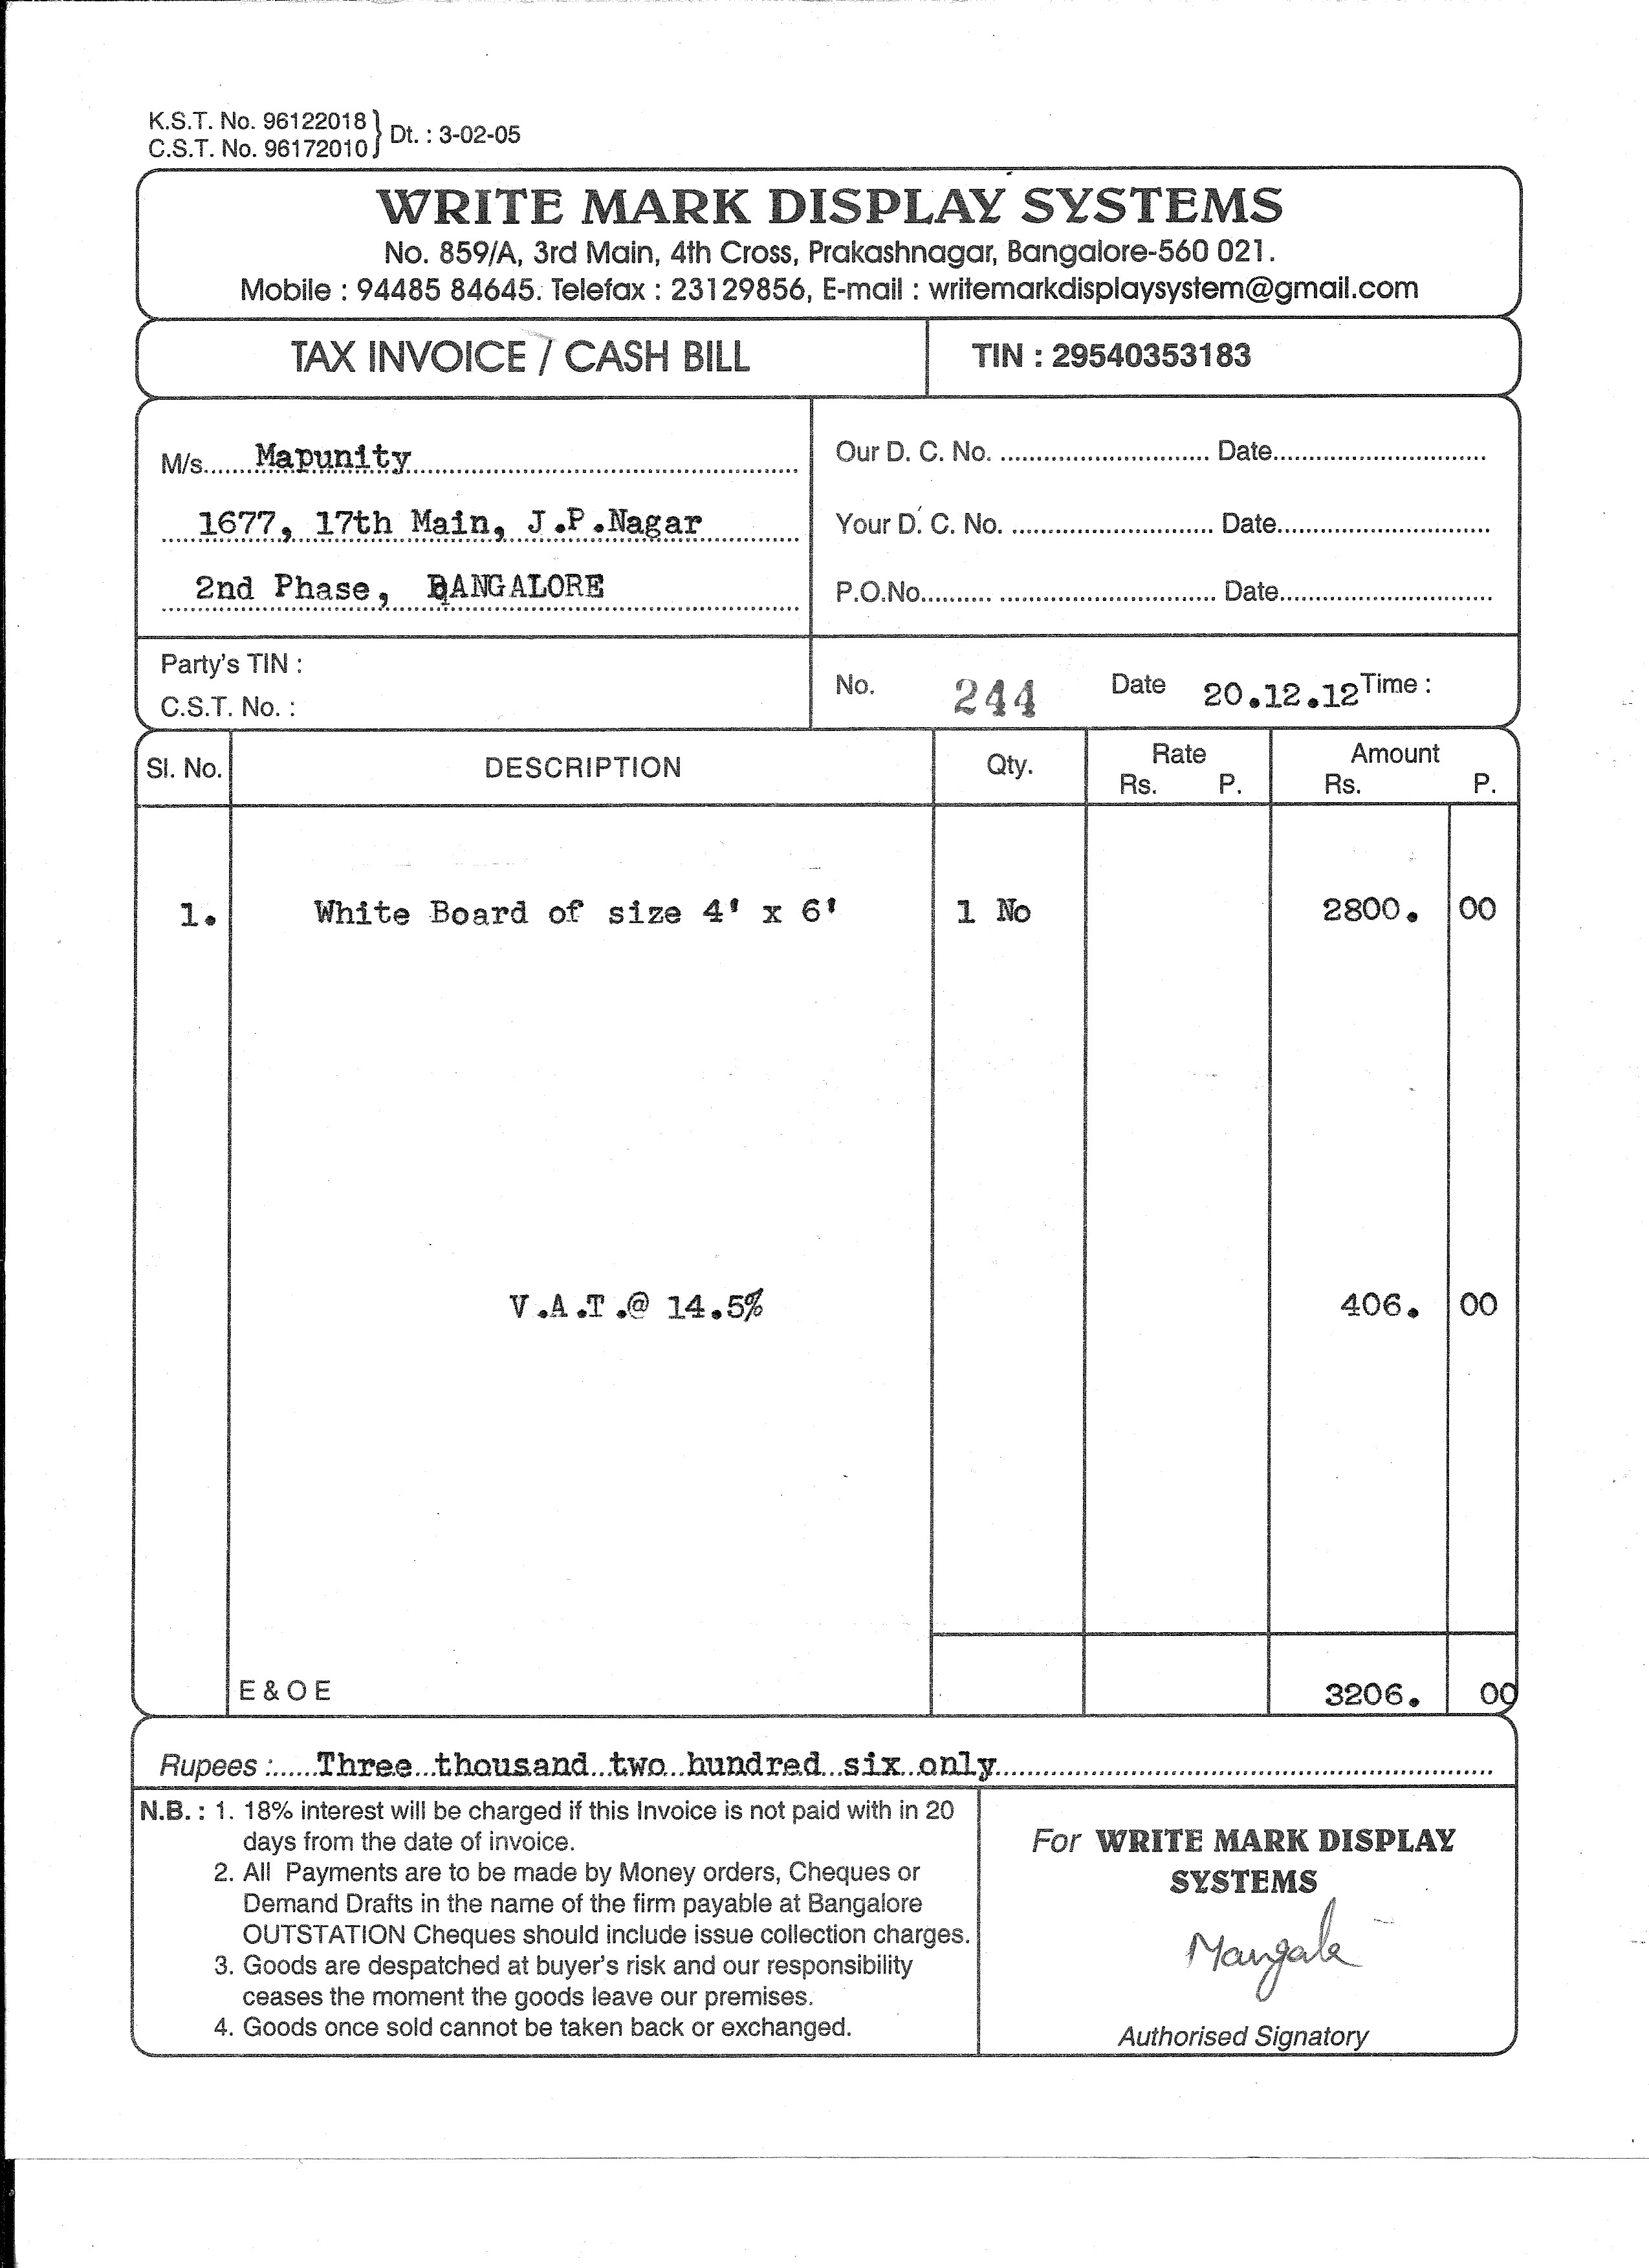 K.S.T. No. 96122018
C.S.T. No. 96172010 } Dt. : 3-02-05
WRITE MARK DISPLAY SYSTEMS
No. 859/A, 3rd Main, 4th Cross, Prakashnagar, Bangalore-560 021.
Mobile : 94485 84645. Telefax : 23129856, E-mail : writemarkdisplaysystem@gmail.com
TAX INVOICE / CASH BILL TIN : 29540353183
M/s. Mapunity
1677, 17th Main, J.P.Nagar
2nd Phase, BANGALORE
Our D. C. No. Date
Your D. C. No. Date
P.O.No. Date
Party's TIN :
C.S.T. No. :
No. 244 Date 20.12.12 Time :
Sl. No. DESCRIPTION Qty. Rate Rs. P. Amount Rs. P.
1. White Board of size 4' x 6' 1 No 2800. 00
V.A.T.@ 14.5% 406. 00
E & O E 3206. 00
Rupees : Three thousand two hundred six only
N.B. : 1. 18% interest will be charged if this Invoice is not paid with in 20
days from the date of invoice.
2. All Payments are to be made by Money orders, Cheques or
Demand Drafts in the name of the firm payable at Bangalore
OUTSTATION Cheques should include issue collection charges.
3. Goods are despatched at buyer's risk and our responsibility
ceases the moment the goods leave our premises.
4. Goods once sold cannot be taken back or exchanged.
For WRITE MARK DISPLAY
SYSTEMS
Mangala
Authorised Signatory